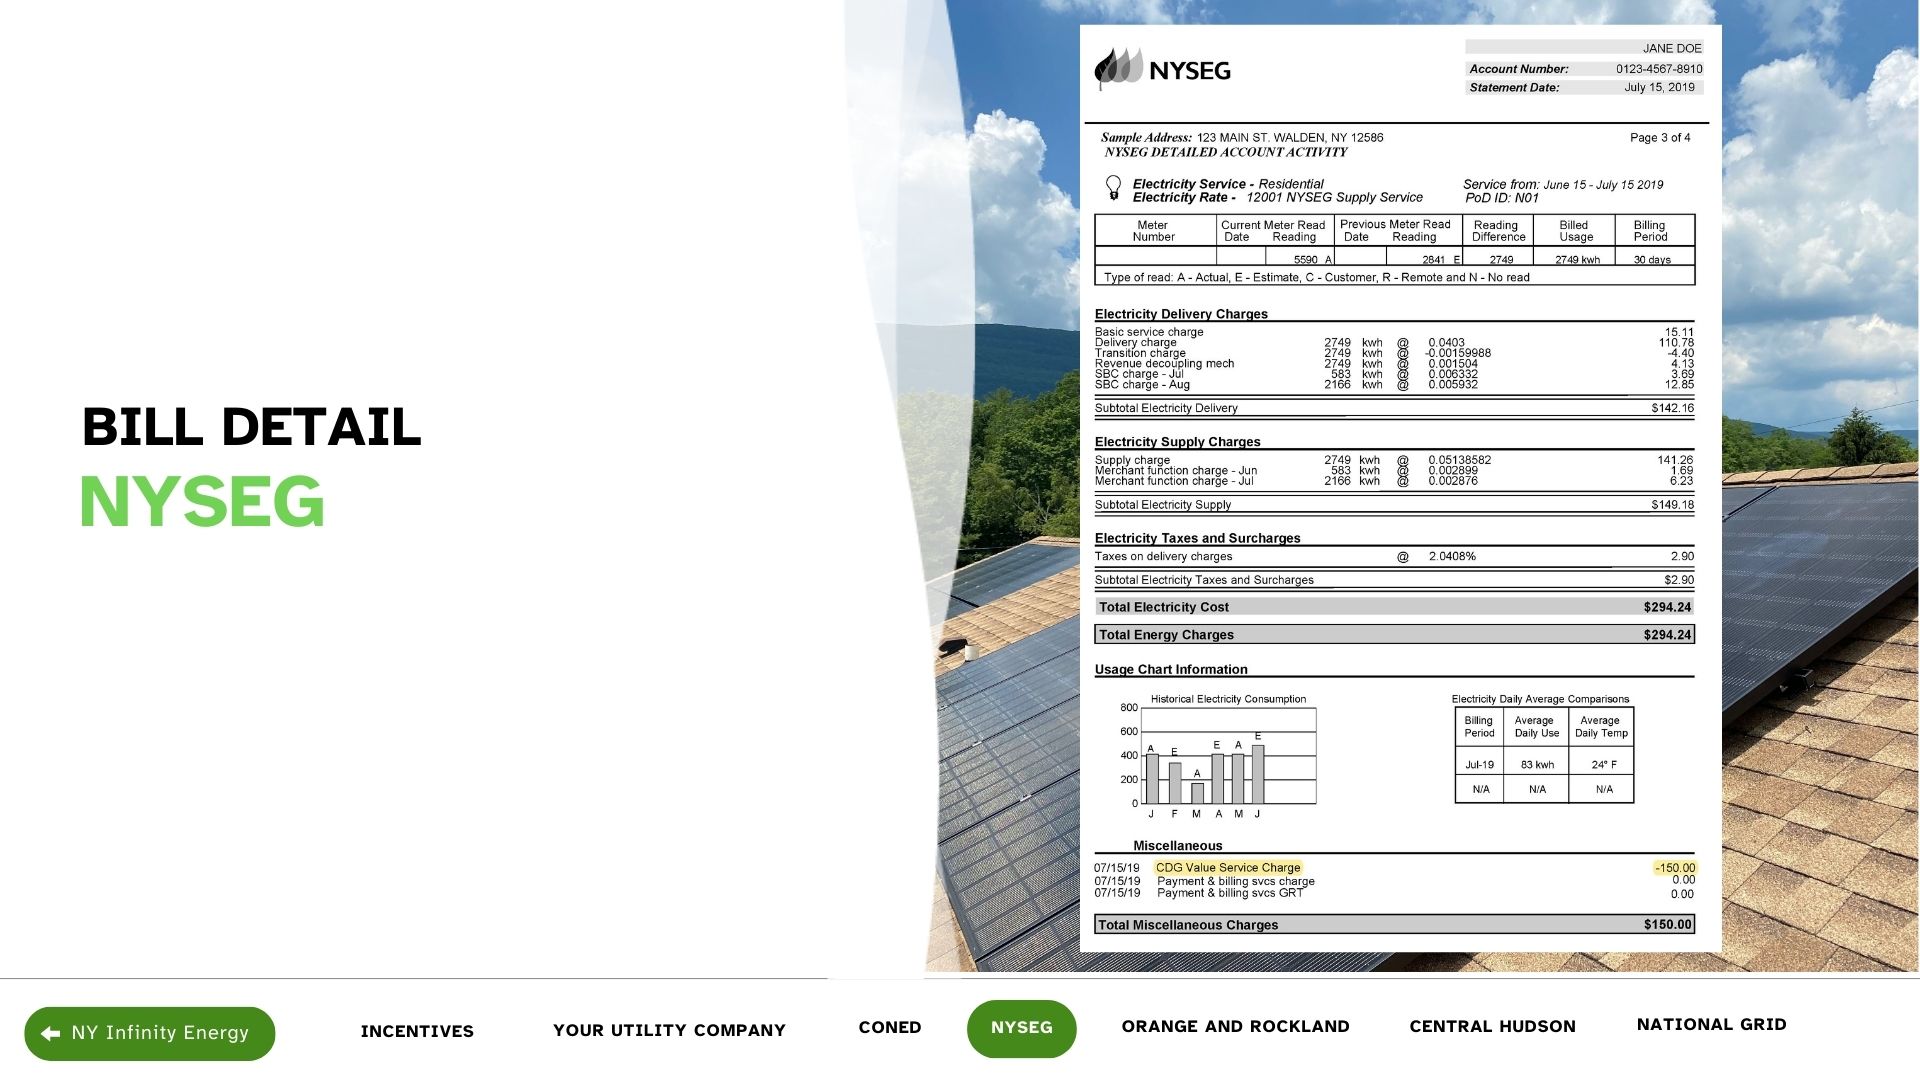 BILL DETAIL
NYSEG
NYSEG
JANE DOE
Account Number: 0123-4567-8910
Statement Date: July 15, 2019
Sample Address: 123 MAIN ST. WALDEN, NY 12586 Page 3 of 4
NYSEG DETAILED ACCOUNT ACTIVITY
Electricity Service - Residential Service from: June 15 - July 15 2019
Electricity Rate - 12001 NYSEG Supply Service PoD ID: N01
Meter Current Meter Read Previous Meter Read Reading Billed Billing
Number Date Reading Date Reading Difference Usage Period
5590 A 2841 E 2749 2749 kwh 30 days
Type of read: A - Actual, E - Estimate, C - Customer, R - Remote and N - No read
Electricity Delivery Charges
Basic service charge 15.11
Delivery charge 2749 kwh @ 0.0403 110.78
Transition charge 2749 kwh @ -0.00159988 -4.40
Revenue decoupling mech 2749 kwh @ 0.001504 4.13
SBC charge - Jul 583 kwh @ 0.006332 3.69
SBC charge - Aug 2166 kwh @ 0.005932 12.85
Subtotal Electricity Delivery $142.16
Electricity Supply Charges
Supply charge 2749 kwh @ 0.05138582 141.26
Merchant function charge - Jun 583 kwh @ 0.002899 1.69
Merchant function charge - Jul 2166 kwh @ 0.002876 6.23
Subtotal Electricity Supply $149.18
Electricity Taxes and Surcharges
Taxes on delivery charges @ 2.0408% 2.90
Subtotal Electricity Taxes and Surcharges $2.90
Total Electricity Cost $294.24
Total Energy Charges $294.24
Usage Chart Information
Historical Electricity Consumption
800
600
400
200
0
A E A E A E
J F M A M J
Electricity Daily Average Comparisons
Billing Average Average
Period Daily Use Daily Temp
Jul-19 83 kwh 24° F
N/A N/A N/A
Miscellaneous
07/15/19 CDG Value Service Charge -150.00
07/15/19 Payment & billing svcs charge 0.00
07/15/19 Payment & billing svcs GRT 0.00
Total Miscellaneous Charges $150.00
NY Infinity Energy INCENTIVES YOUR UTILITY COMPANY CONED NYSEG ORANGE AND ROCKLAND CENTRAL HUDSON NATIONAL GRID